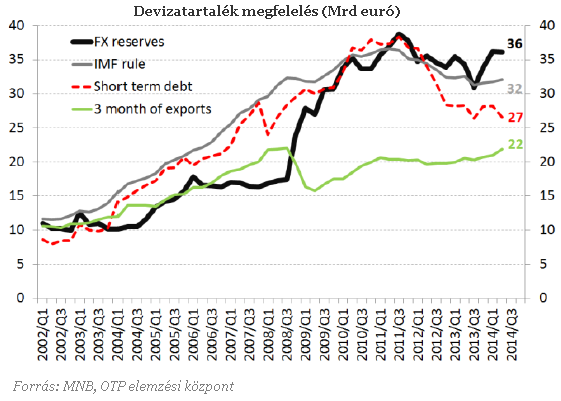 Devizatartalék megfelelés (Mrd euró)
40
35
30
25
20
15
10
5
0
FX reserves
IMF rule
Short term debt
3 month of exports
36
32
27
22
40
35
30
25
20
15
10
5
0
2002/Q1
2002/Q3
2003/Q1
2003/Q3
2004/Q1
2004/Q3
2005/Q1
2005/Q3
2006/Q1
2006/Q3
2007/Q1
2007/Q3
2008/Q1
2008/Q3
2009/Q1
2009/Q3
2010/Q1
2010/Q3
2011/Q1
2011/Q3
2012/Q1
2012/Q3
2013/Q1
2013/Q3
2014/Q1
2014/Q3
Forrás: MNB, OTP elemzési központ